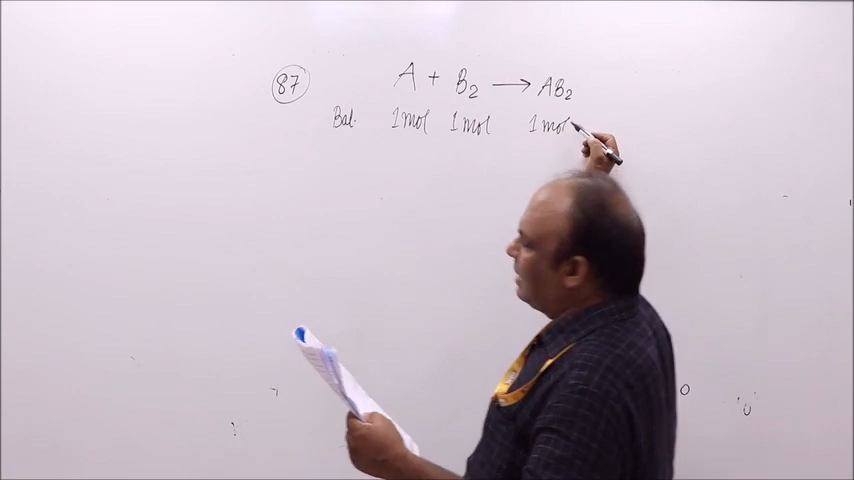 87 A + B₂ → AB₂
Bal. 1 mol 1 mol 1 mol